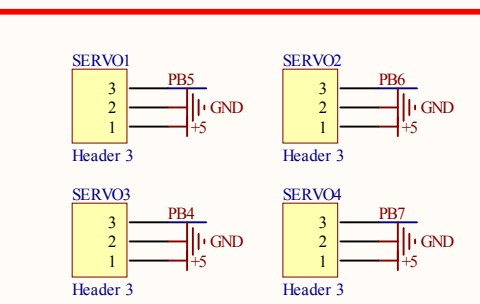 SERVO1
PB5
3
2
GND
1
+5
Header 3
SERVO2
PB6
3
2
GND
1
+5
Header 3
SERVO3
PB4
3
2
GND
1
+5
Header 3
SERVO4
PB7
3
2
GND
1
+5
Header 3